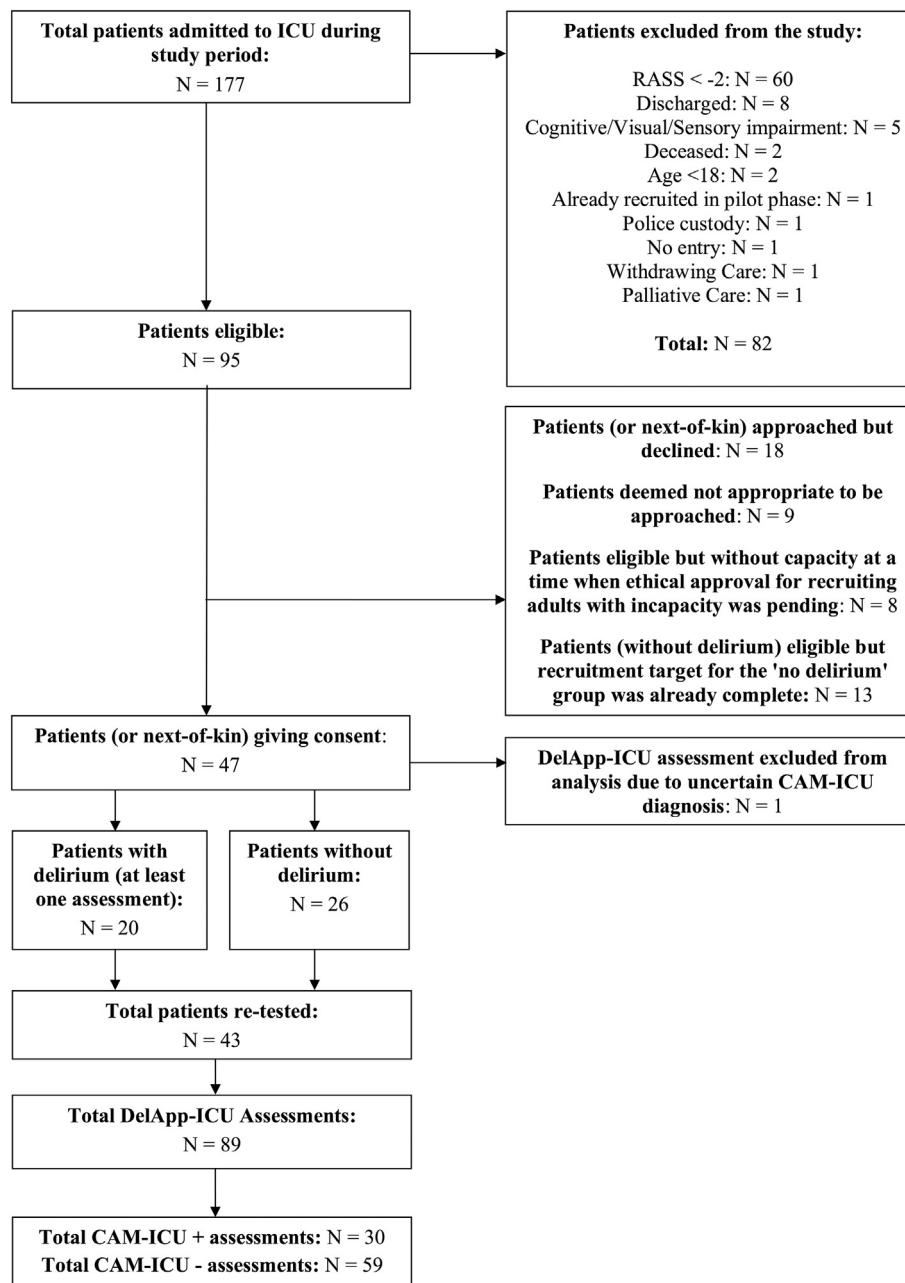 Total patients admitted to ICU during
study period:
N = 177
Patients excluded from the study:
RASS < -2: N = 60
Discharged: N = 8
Cognitive/Visual/Sensory impairment: N = 5
Deceased: N = 2
Age <18: N = 2
Already recruited in pilot phase: N = 1
Police custody: N = 1
No entry: N = 1
Withdrawing Care: N = 1
Palliative Care: N = 1
Total: N = 82
Patients eligible:
N = 95
Patients (or next-of-kin) approached but
declined: N = 18
Patients deemed not appropriate to be
approached: N = 9
Patients eligible but without capacity at a
time when ethical approval for recruiting
adults with incapacity was pending: N = 8
Patients (without delirium) eligible but
recruitment target for the 'no delirium'
group was already complete: N = 13
Patients (or next-of-kin) giving consent:
N = 47
DelApp-ICU assessment excluded from
analysis due to uncertain CAM-ICU
diagnosis: N = 1
Patients with
delirium (at least
one assessment):
N = 20
Patients without
delirium:
N = 26
Total patients re-tested:
N = 43
Total DelApp-ICU Assessments:
N = 89
Total CAM-ICU + assessments: N = 30
Total CAM-ICU - assessments: N = 59